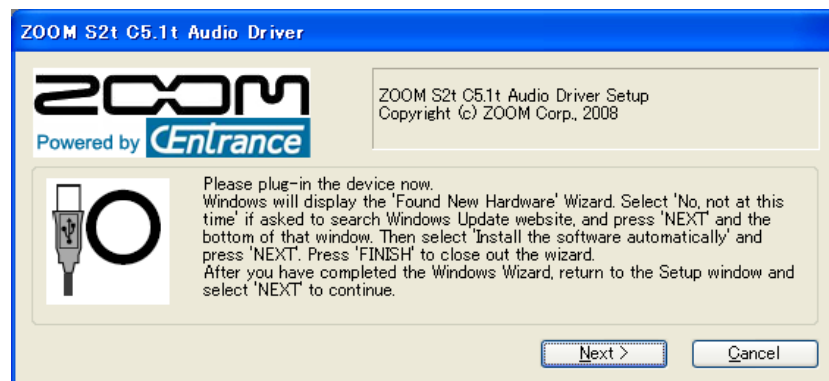 ZOOM S2t C5.1t Audio Driver
ZOOM
Powered by CEntrance
ZOOM S2t C5.1t Audio Driver Setup
Copyright (c) ZOOM Corp., 2008
Please plug-in the device now.
Windows will display the 'Found New Hardware' Wizard. Select 'No, not at this
time' if asked to search Windows Update website, and press 'NEXT' and the
bottom of that window. Then select 'Install the software automatically' and
press 'NEXT'. Press 'FINISH' to close out the wizard.
After you have completed the Windows Wizard, return to the Setup window and
select 'NEXT' to continue.
Next >
Cancel